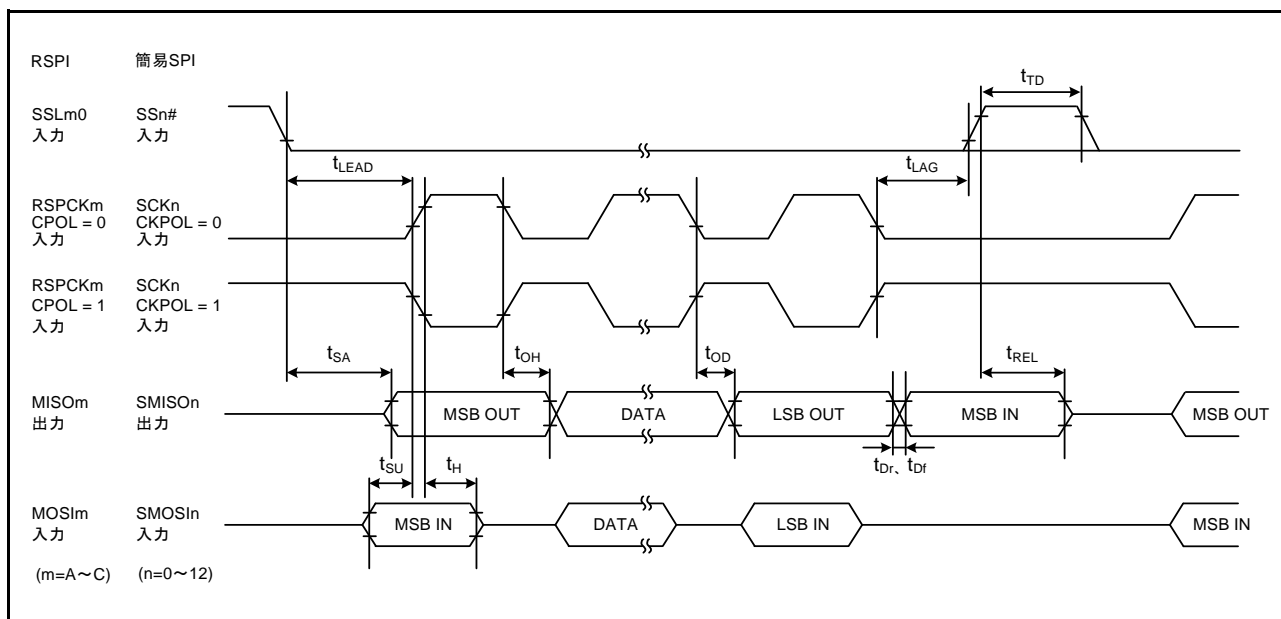 RSPI 簡易SPI
tTD
SSLm0 SSn#
入力 入力
tLEAD
tLAG
RSPCKm SCKn
CPOL = 0 CKPOL = 0
入力 入力
RSPCKm SCKn
CPOL = 1 CKPOL = 1
入力 入力
tSA
tOH
tOD
tREL
MISOm SMISOn
出力 出力
MSB OUT DATA LSB OUT MSB IN MSB OUT
tSU tH
tDr、tDf
MOSIm SMOSIn
入力 入力
MSB IN DATA LSB IN MSB IN
(m=A～C) (n=0～12)